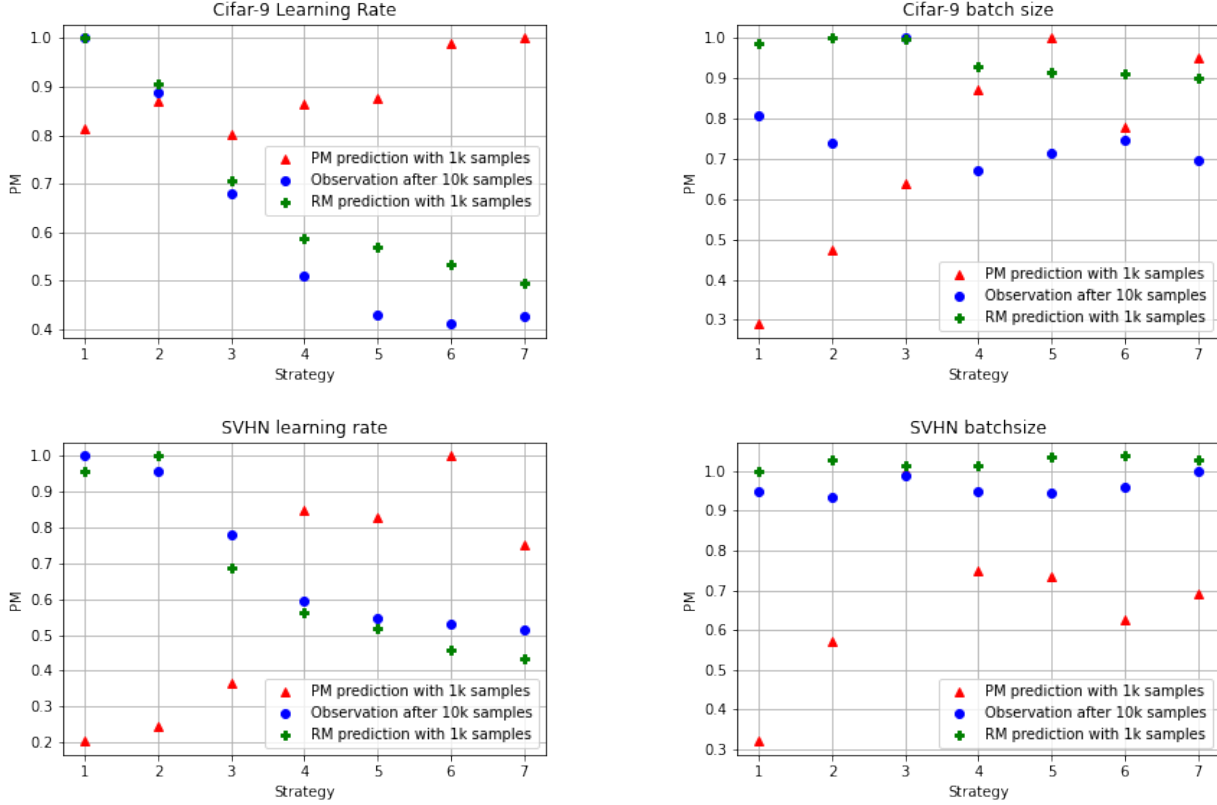 Cifar-9 Learning Rate
1.0
0.9
0.8
0.7
0.6
0.5
0.4
PM
PM prediction with 1k samples
Observation after 10k samples
RM prediction with 1k samples
1 2 3 4 5 6 7
Strategy
Cifar-9 batch size
1.0
0.9
0.8
0.7
0.6
0.5
0.4
0.3
PM
PM prediction with 1k samples
Observation after 10k samples
RM prediction with 1k samples
1 2 3 4 5 6 7
Strategy
SVHN learning rate
1.0
0.9
0.8
0.7
0.6
0.5
0.4
0.3
0.2
PM
PM prediction with 1k samples
Observation after 10k samples
RM prediction with 1k samples
1 2 3 4 5 6 7
Strategy
SVHN batchsize
1.0
0.9
0.8
0.7
0.6
0.5
0.4
0.3
PM
PM prediction with 1k samples
Observation after 10k samples
RM prediction with 1k samples
1 2 3 4 5 6 7
Strategy